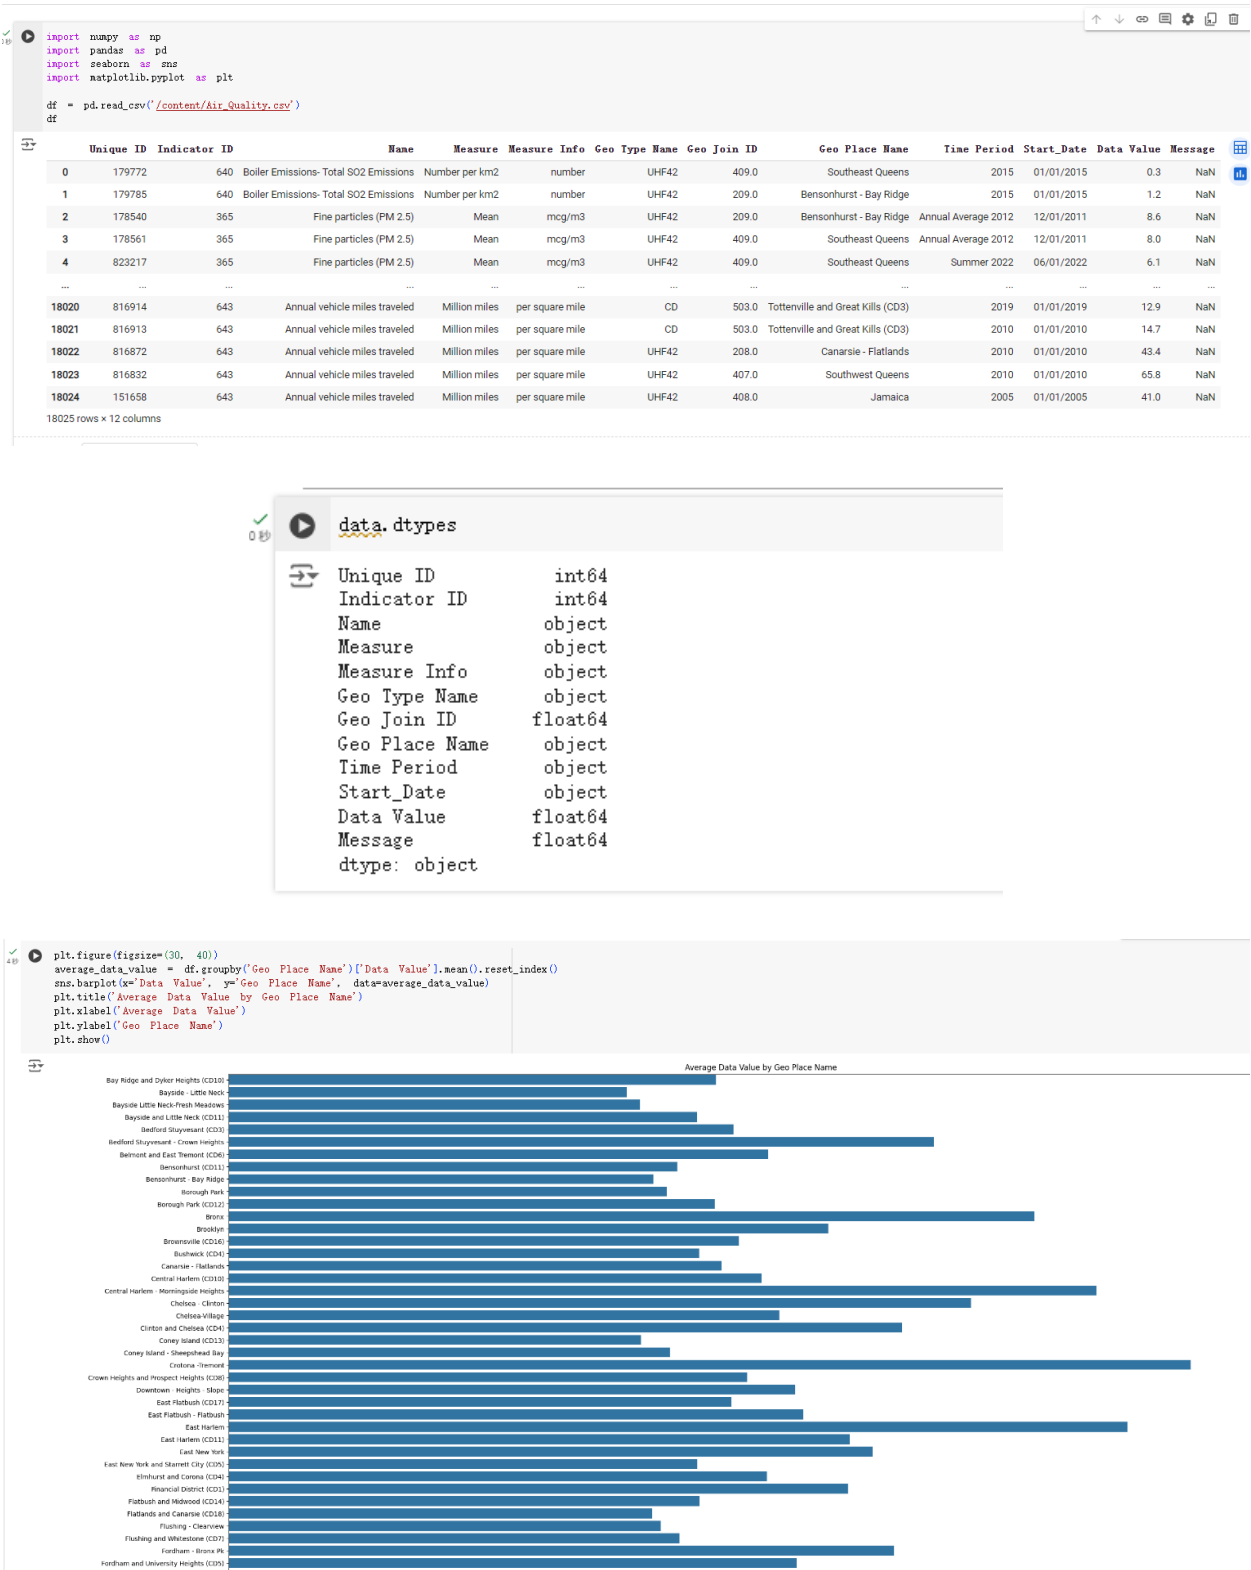 import numpy as np
import pandas as pd
import seaborn as sns
import matplotlib.pyplot as plt
df = pd.read_csv('/content/Air_Quality.csv')
df
Unique ID Indicator ID Name Measure Measure Info Geo Type Name Geo Join ID Geo Place Name Time Period Start_Date Data Value Message
0 179772 640 Boiler Emissions- Total SO2 Emissions Number per km2 number UHF42 409.0 Southeast Queens 2015 01/01/2015 0.3 NaN
1 179785 640 Boiler Emissions- Total SO2 Emissions Number per km2 number UHF42 209.0 Bensonhurst - Bay Ridge 2015 01/01/2015 1.2 NaN
2 178540 365 Fine particles (PM 2.5) Mean mcg/m3 UHF42 209.0 Bensonhurst - Bay Ridge Annual Average 2012 12/01/2011 8.6 NaN
3 178561 365 Fine particles (PM 2.5) Mean mcg/m3 UHF42 409.0 Southeast Queens Annual Average 2012 12/01/2011 8.0 NaN
4 823217 365 Fine particles (PM 2.5) Mean mcg/m3 UHF42 409.0 Southeast Queens Summer 2022 06/01/2022 6.1 NaN
... ... ... ... ... ... ... ... ... ... ... ... ...
18020 816914 643 Annual vehicle miles traveled Million miles per square mile CD 503.0 Tottenville and Great Kills (CD3) 2019 01/01/2019 12.9 NaN
18021 816913 643 Annual vehicle miles traveled Million miles per square mile CD 503.0 Tottenville and Great Kills (CD3) 2010 01/01/2010 14.7 NaN
18022 816872 643 Annual vehicle miles traveled Million miles per square mile UHF42 208.0 Canarsie - Flatlands 2010 01/01/2010 43.4 NaN
18023 816832 643 Annual vehicle miles traveled Million miles per square mile UHF42 407.0 Southwest Queens 2010 01/01/2010 65.8 NaN
18024 151658 643 Annual vehicle miles traveled Million miles per square mile UHF42 408.0 Jamaica 2005 01/01/2005 41.0 NaN
18025 rows × 12 columns
data.dtypes
0 秒
Unique ID int64
Indicator ID int64
Name object
Measure object
Measure Info object
Geo Type Name object
Geo Join ID float64
Geo Place Name object
Time Period object
Start_Date object
Data Value float64
Message float64
dtype: object
4 秒
plt.figure(figsize=(30, 40))
average_data_value = df.groupby('Geo Place Name')['Data Value'].mean().reset_index()
sns.barplot(x='Data Value', y='Geo Place Name', data=average_data_value)
plt.title('Average Data Value by Geo Place Name')
plt.xlabel('Average Data Value')
plt.ylabel('Geo Place Name')
plt.show()
Average Data Value by Geo Place Name
Bay Ridge and Dyker Heights (CD10)
Bayside - Little Neck
Bayside Little Neck-Fresh Meadows
Bayside and Little Neck (CD11)
Bedford Stuyvesant (CD3)
Bedford Stuyvesant - Crown Heights
Belmont and East Tremont (CD6)
Bensonhurst (CD11)
Bensonhurst - Bay Ridge
Borough Park
Borough Park (CD12)
Bronx
Brooklyn
Brownsville (CD16)
Bushwick (CD4)
Canarsie - Flatlands
Central Harlem (CD10)
Central Harlem - Morningside Heights
Chelsea - Clinton
Chelsea-Village
Clinton and Chelsea (CD4)
Coney Island (CD13)
Coney Island - Sheepshead Bay
Crotona -Tremont
Crown Heights and Prospect Heights (CD8)
Downtown - Heights - Slope
East Flatbush (CD17)
East Flatbush - Flatbush
East Harlem
East Harlem (CD11)
East New York
East New York and Starrett City (CD5)
Elmhurst and Corona (CD4)
Financial District (CD1)
Flatbush and Midwood (CD14)
Flatlands and Canarsie (CD18)
Flushing - Clearview
Flushing and Whitestone (CD7)
Fordham - Bronx Pk
Fordham and University Heights (CD5)